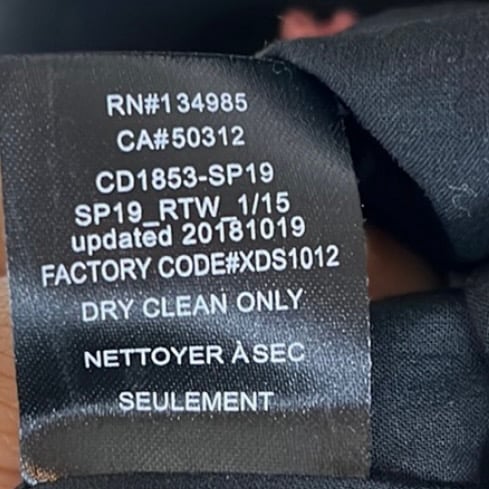 RN#134985
CA#50312
CD1853-SP19
SP19_RTW_1/15
updated 20181019
FACTORY CODE#XDS1012
DRY CLEAN ONLY
NETTOYER À SEC
SEULEMENT